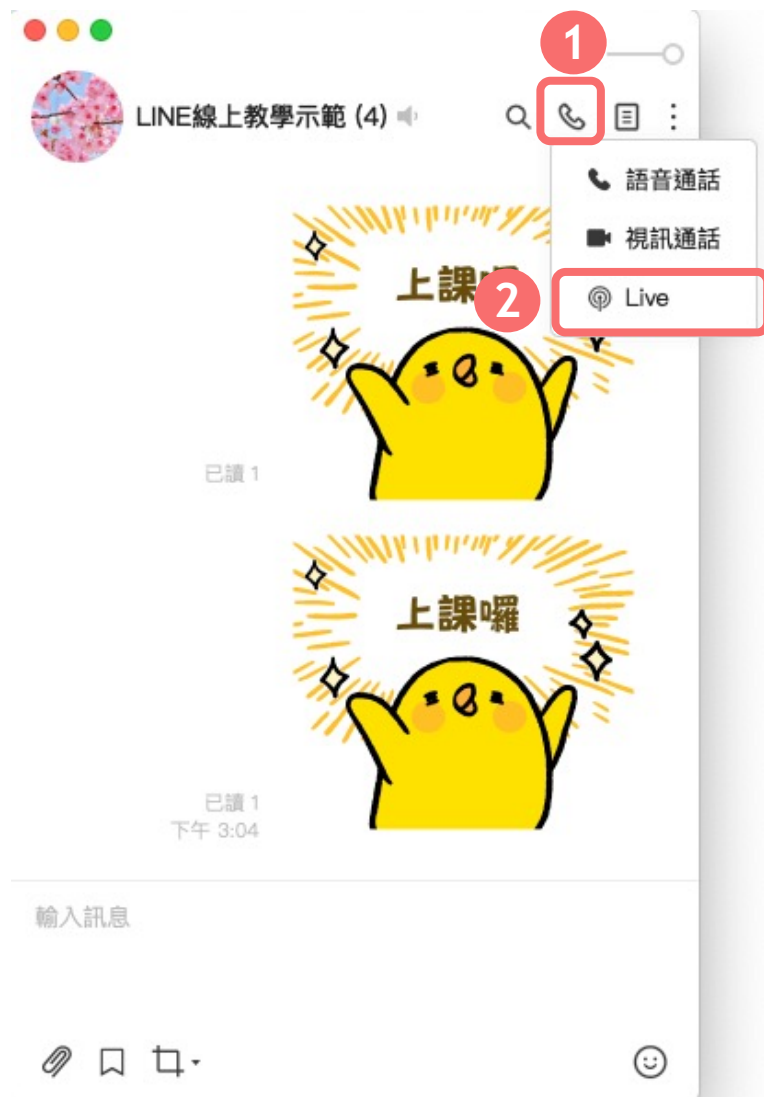 1
LINE線上教學示範 (4)
語音通話
視訊通話
2
Live
上課
已讀 1
上課囉
已讀 1
下午 3:04
輸入訊息